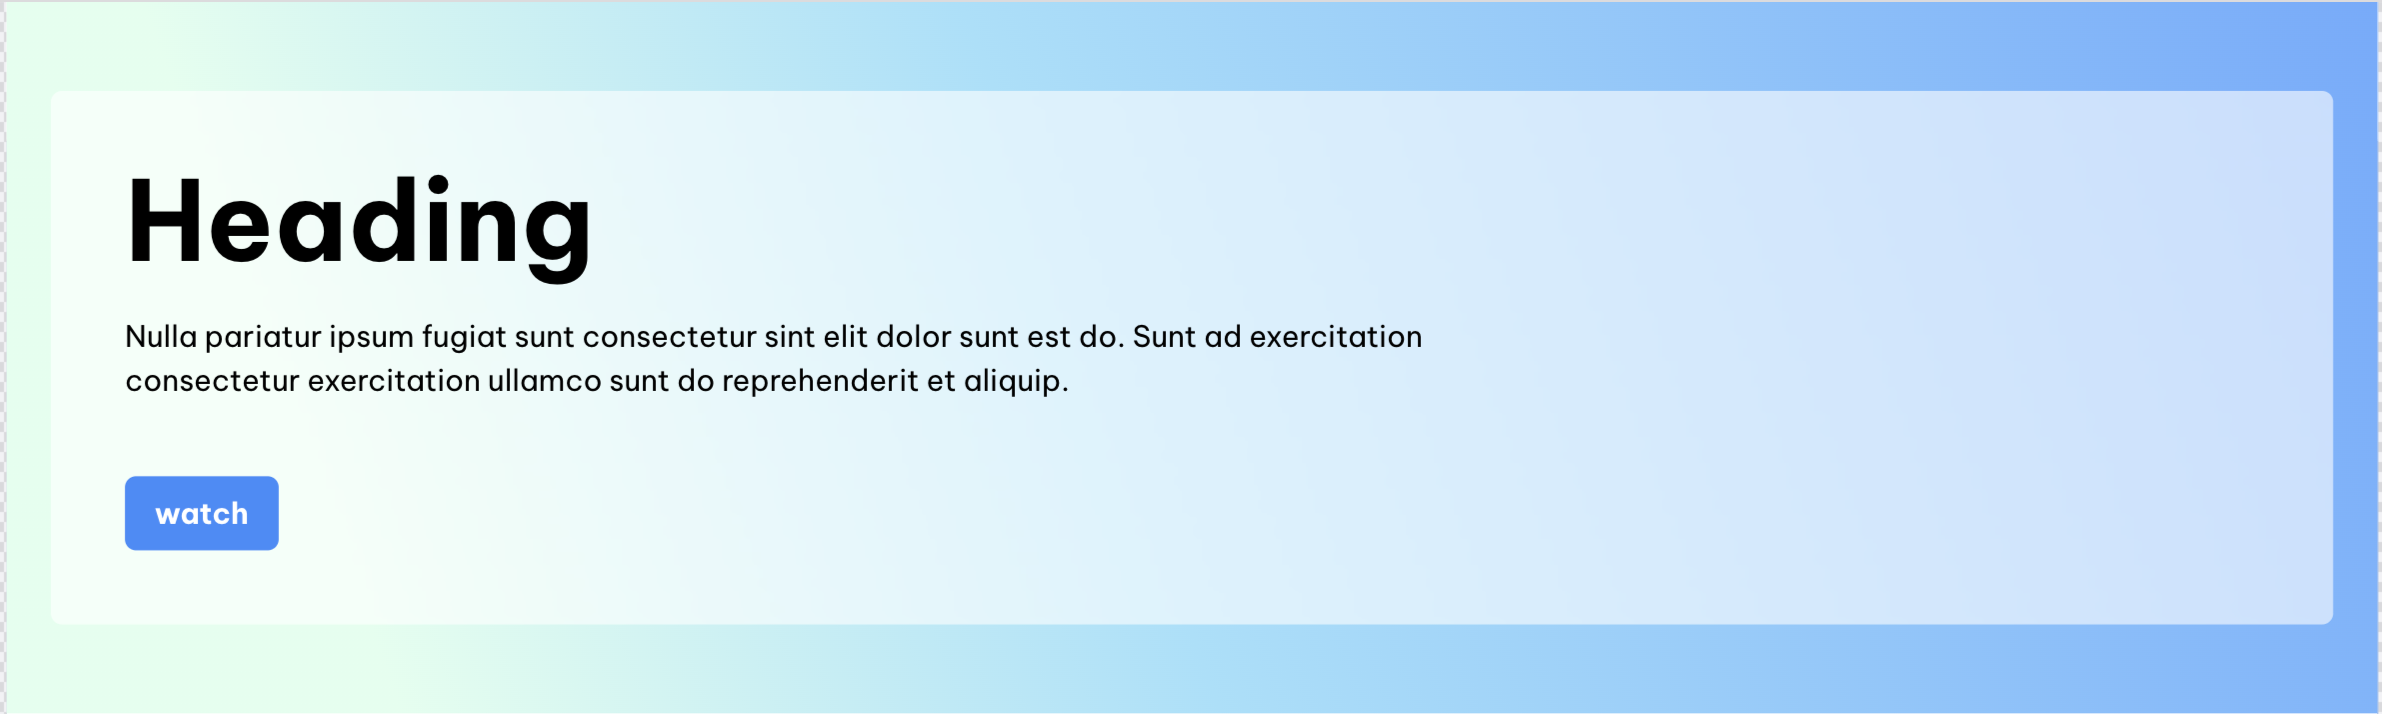 Heading
Nulla pariatur ipsum fugiat sunt consectetur sint elit dolor sunt est do. Sunt ad exercitation
consectetur exercitation ullamco sunt do reprehenderit et aliquip.
watch